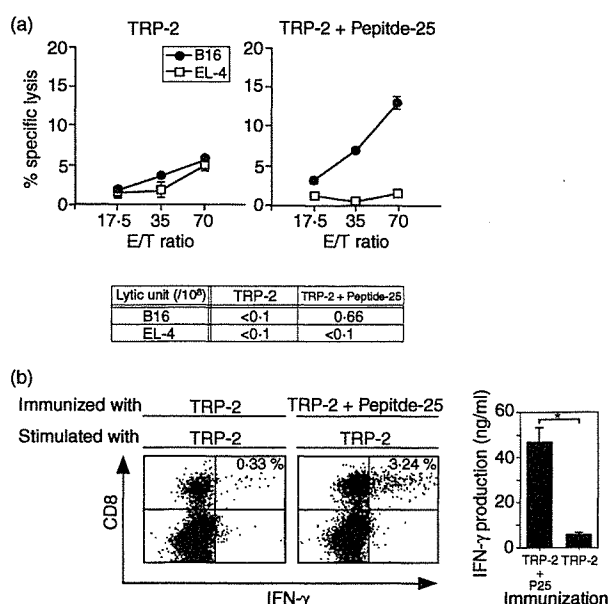 (a)
TRP-2
TRP-2 + Pepitde-25
20
15
10
5
0
% specific lysis
B16
EL-4
17·5 35 70
E/T ratio
20
15
10
5
0
17·5 35 70
E/T ratio
Lytic unit (/10⁸) TRP-2 TRP-2 + Peptide-25
B16 <0·1 0·66
EL-4 <0·1 <0·1
(b)
Immunized with TRP-2 TRP-2 + Pepitde-25
Stimulated with TRP-2 TRP-2
0·33 %
3·24 %
CD8
IFN-γ
IFN-γ production (ng/ml)
60
40
20
0
*
TRP-2 + P25
TRP-2
Immunization